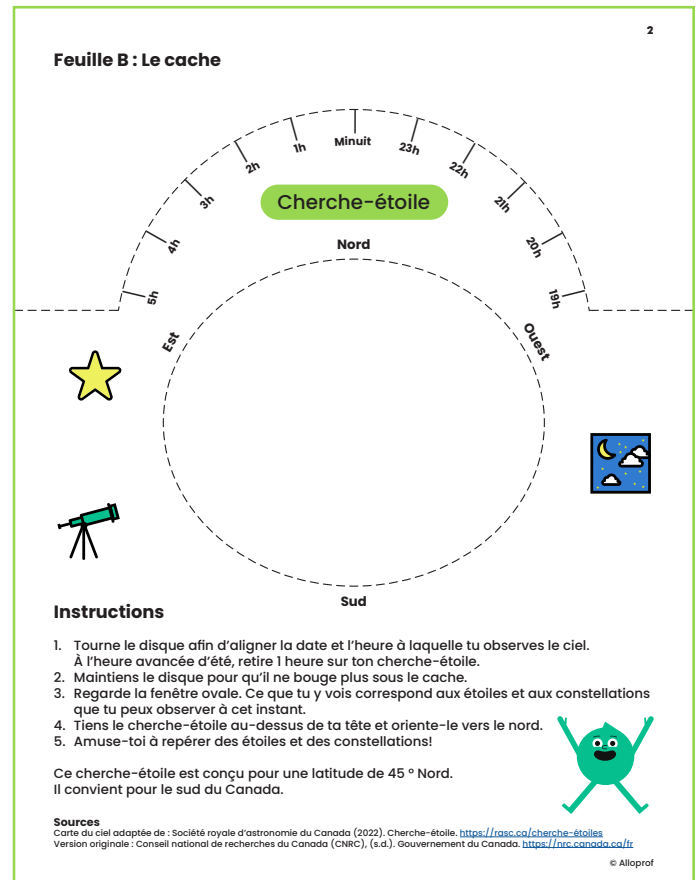 2
Feuille B : Le cache
Minuit
1h
23h
2h
22h
3h
21h
4h
20h
5h
19h
Cherche-étoile
Nord
Est
Ouest
Sud
Instructions
1. Tourne le disque afin d'aligner la date et l'heure à laquelle tu observes le ciel.
À l'heure avancée d'été, retire 1 heure sur ton cherche-étoile.
2. Maintiens le disque pour qu'il ne bouge plus sous le cache.
3. Regarde la fenêtre ovale. Ce que tu y vois correspond aux étoiles et aux constellations
que tu peux observer à cet instant.
4. Tiens le cherche-étoile au-dessus de ta tête et oriente-le vers le nord.
5. Amuse-toi à repérer des étoiles et des constellations!
Ce cherche-étoile est conçu pour une latitude de 45 ° Nord.
Il convient pour le sud du Canada.
Sources
Carte du ciel adaptée de : Société royale d'astronomie du Canada (2022). Cherche-étoile. https://rasc.ca/cherche-étoiles
Version originale : Conseil national de recherches du Canada (CNRC), (s.d.). Gouvernement du Canada. https://nrc.canada.ca/fr
© Alloprof